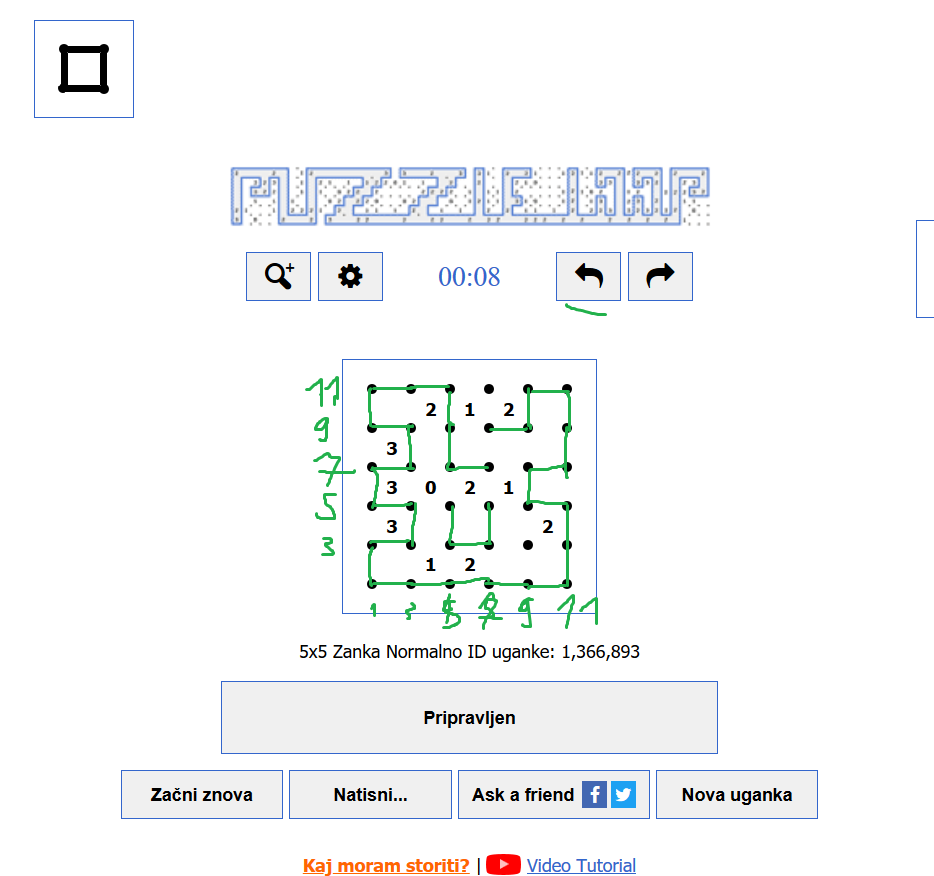 PUZZLE LOOP
00:08
11
2 1 2
9
3
7
3 0 2 1
5
3 2
3
1 2
1 3 5 7 9 11
5x5 Zanka Normalno ID uganke: 1,366,893
Pripravljen
Začni znova Natisni... Ask a friend Nova uganka
Kaj moram storiti? | Video Tutorial